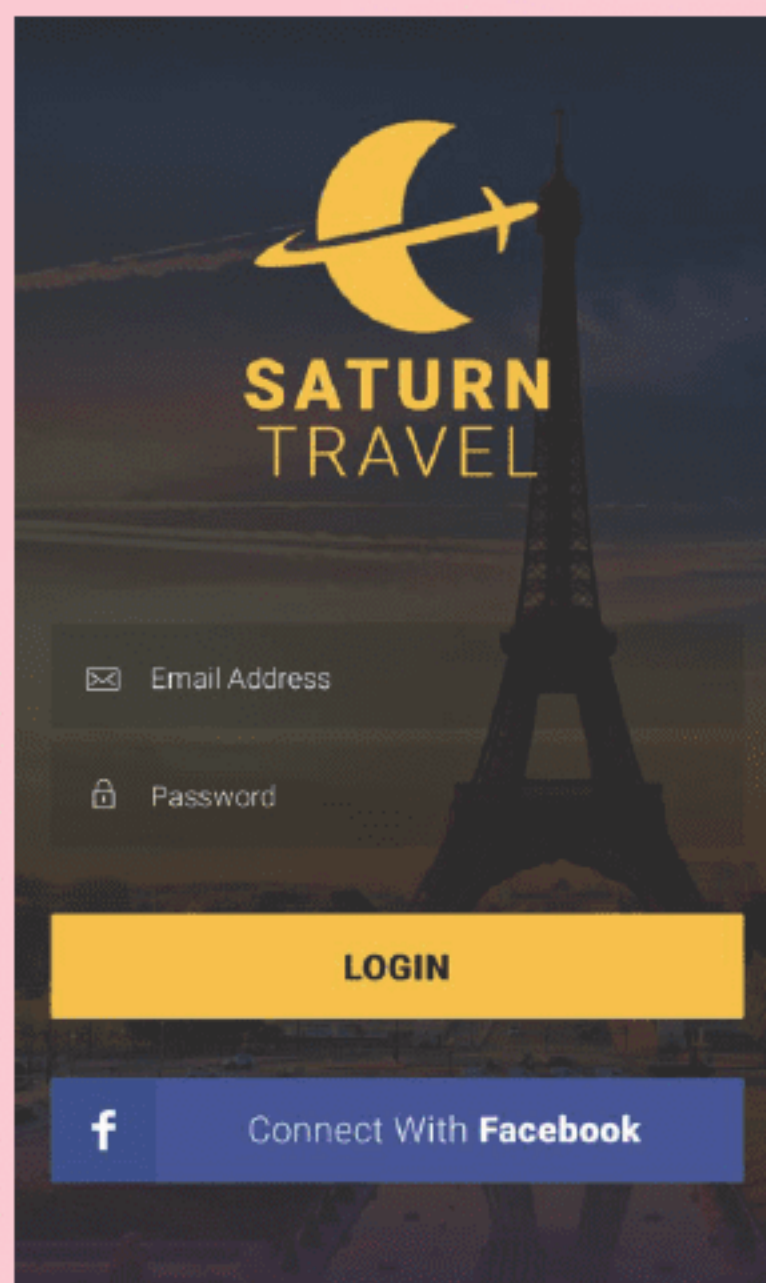 SATURN
TRAVEL
Email Address
Password
LOGIN
f Connect With Facebook